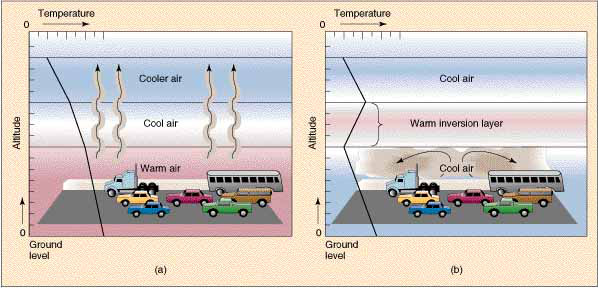 Temperature
0
Altitude
Cooler air
Cool air
Warm air
0
Ground
level
(a)
Temperature
0
Altitude
Cool air
Warm inversion layer
Cool air
0
Ground
level
(b)